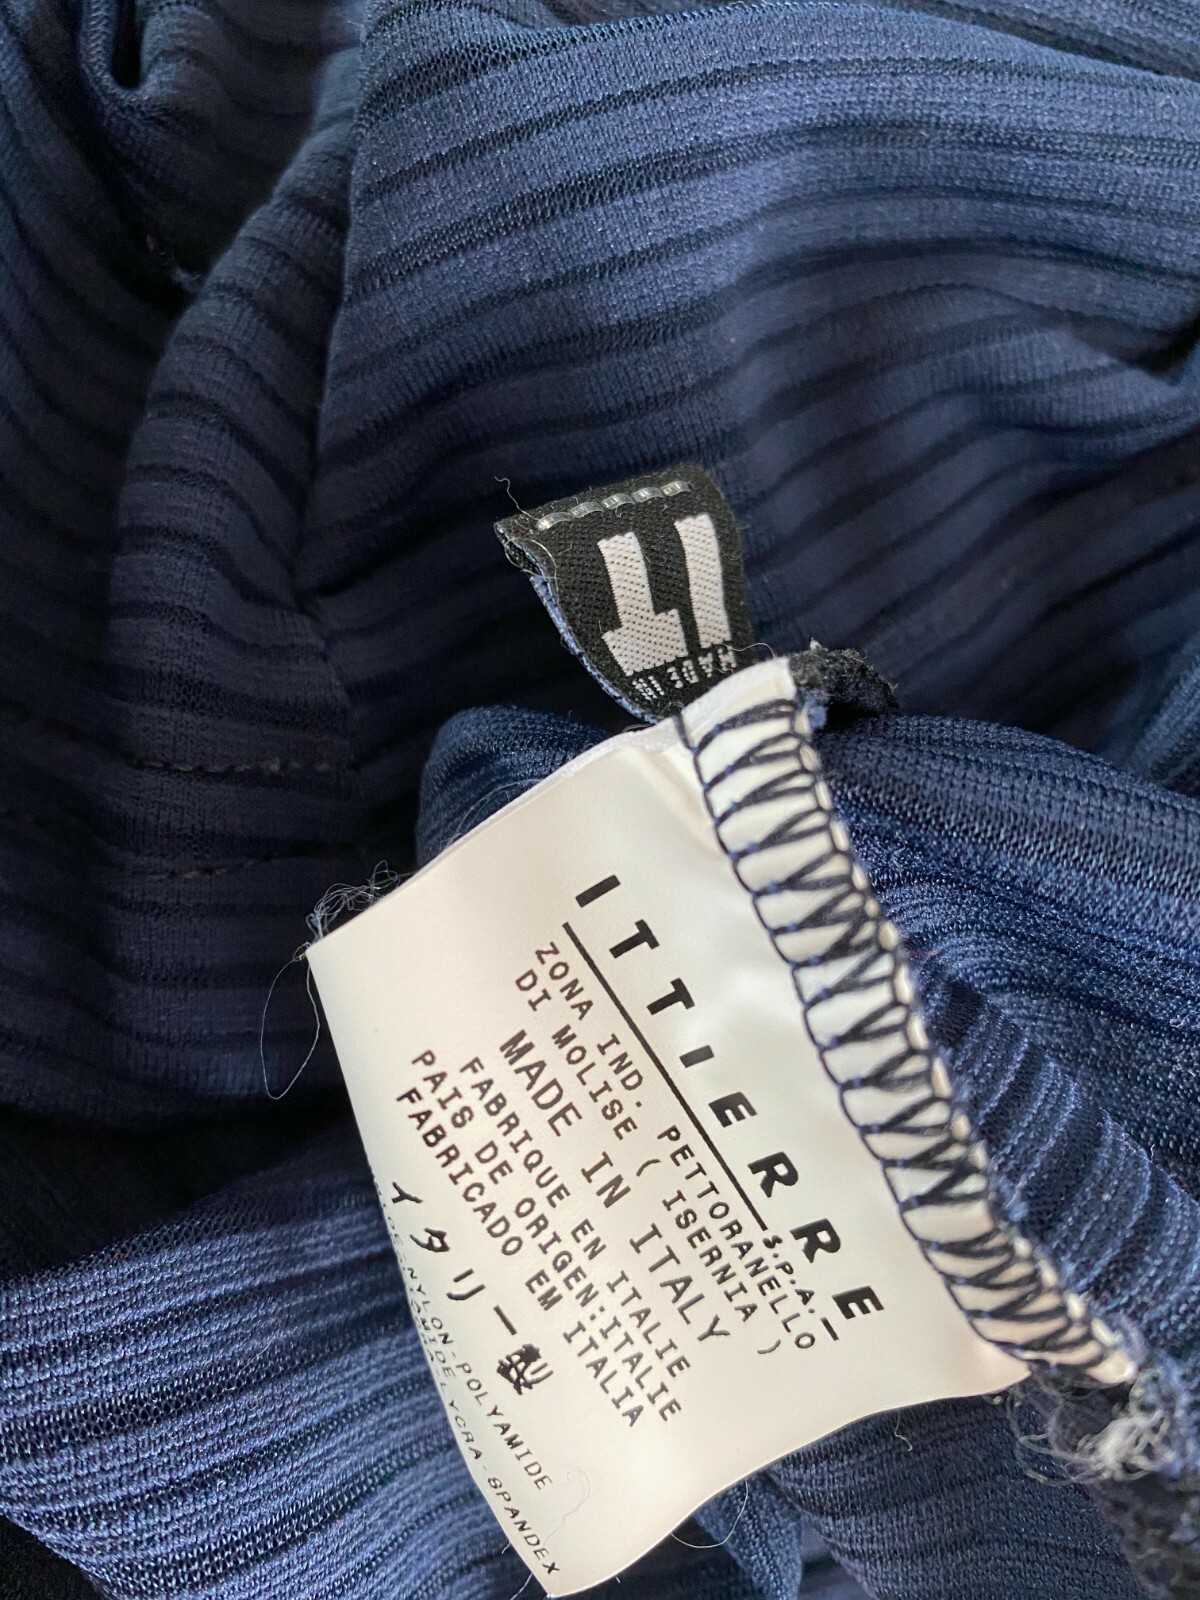 IT
MADE IN
ITTIERRE
S.P.A.
ZONA IND. PETTORANELLO
DI MOLISE ( ISERNIA )
MADE IN ITALY
FABRIQUE EN ITALIE
PAIS DE ORIGEN:ITALIE
FABRICADO EM ITALIA
イタリー製
NYLON-POLYAMIDE
LYCRA-SPANDEX